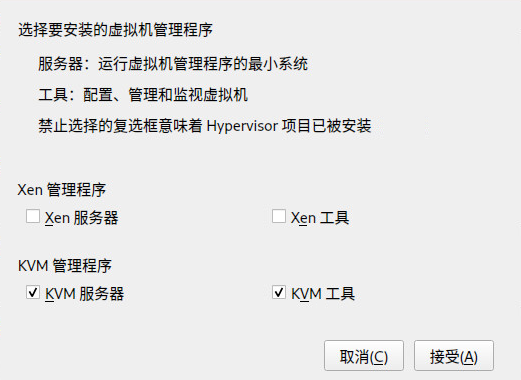 选择要安装的虚拟机管理程序
服务器：运行虚拟机管理程序的最小系统
工具：配置、管理和监视虚拟机
禁止选择的复选框意味着 Hypervisor 项目已被安装
Xen 管理程序
Xen 服务器 Xen 工具
KVM 管理程序
KVM 服务器 KVM 工具
取消(C) 接受(A)